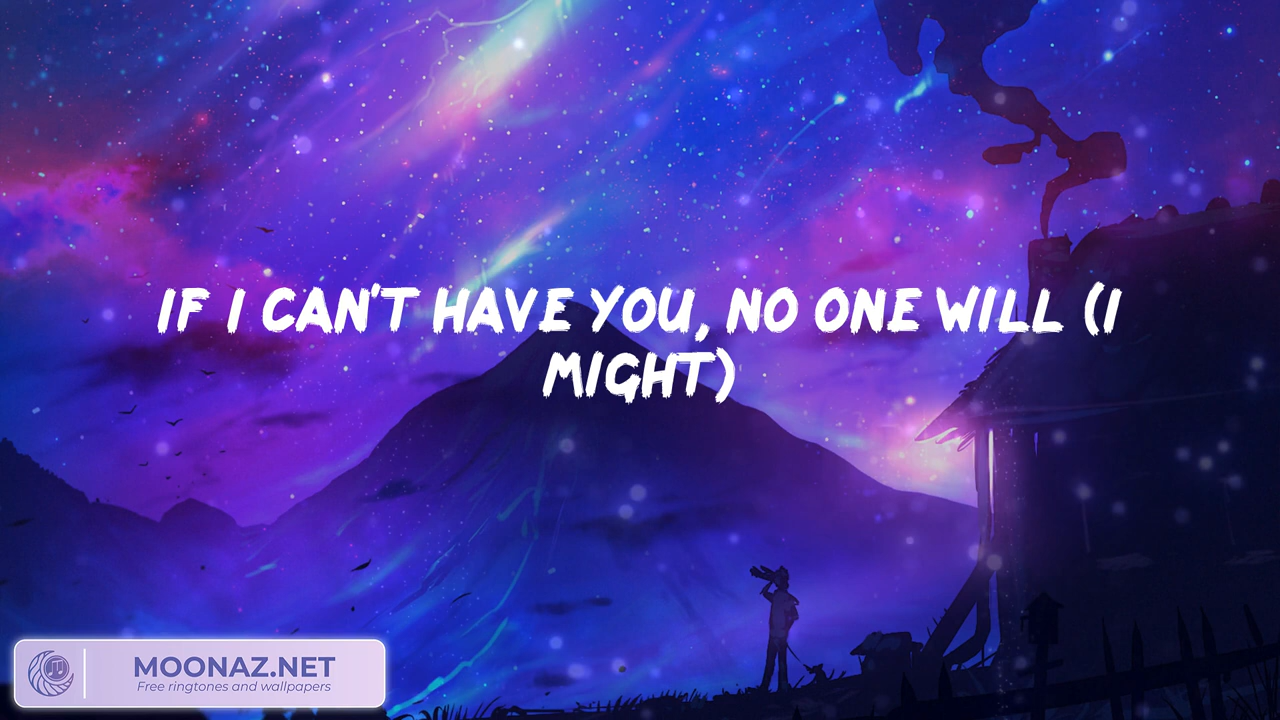 IF I CAN'T HAVE YOU, NO ONE WILL (I
MIGHT)
MOONAZ.NET
Free ringtones and wallpapers